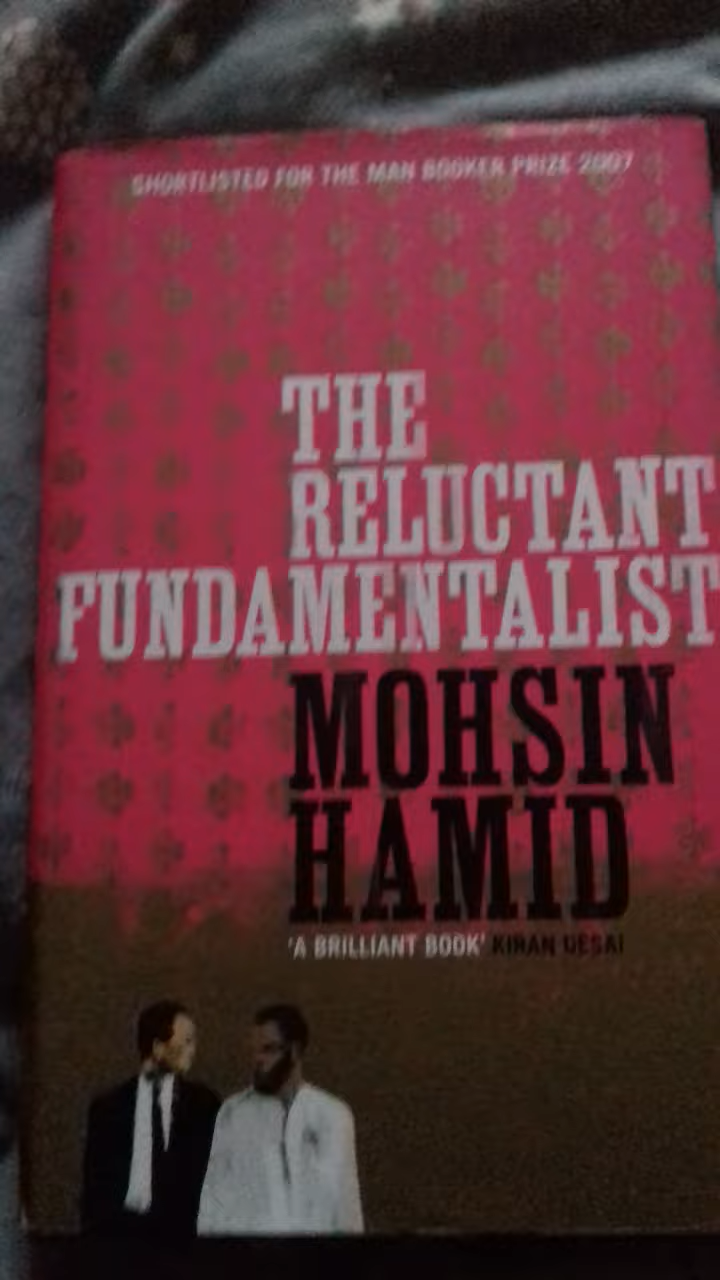 SHORTLISTED FOR THE MAN BOOKER PRIZE 2007
THE
RELUCTANT
FUNDAMENTALIST
MOHSIN
HAMID
'A BRILLIANT BOOK' KIRAN DESAI